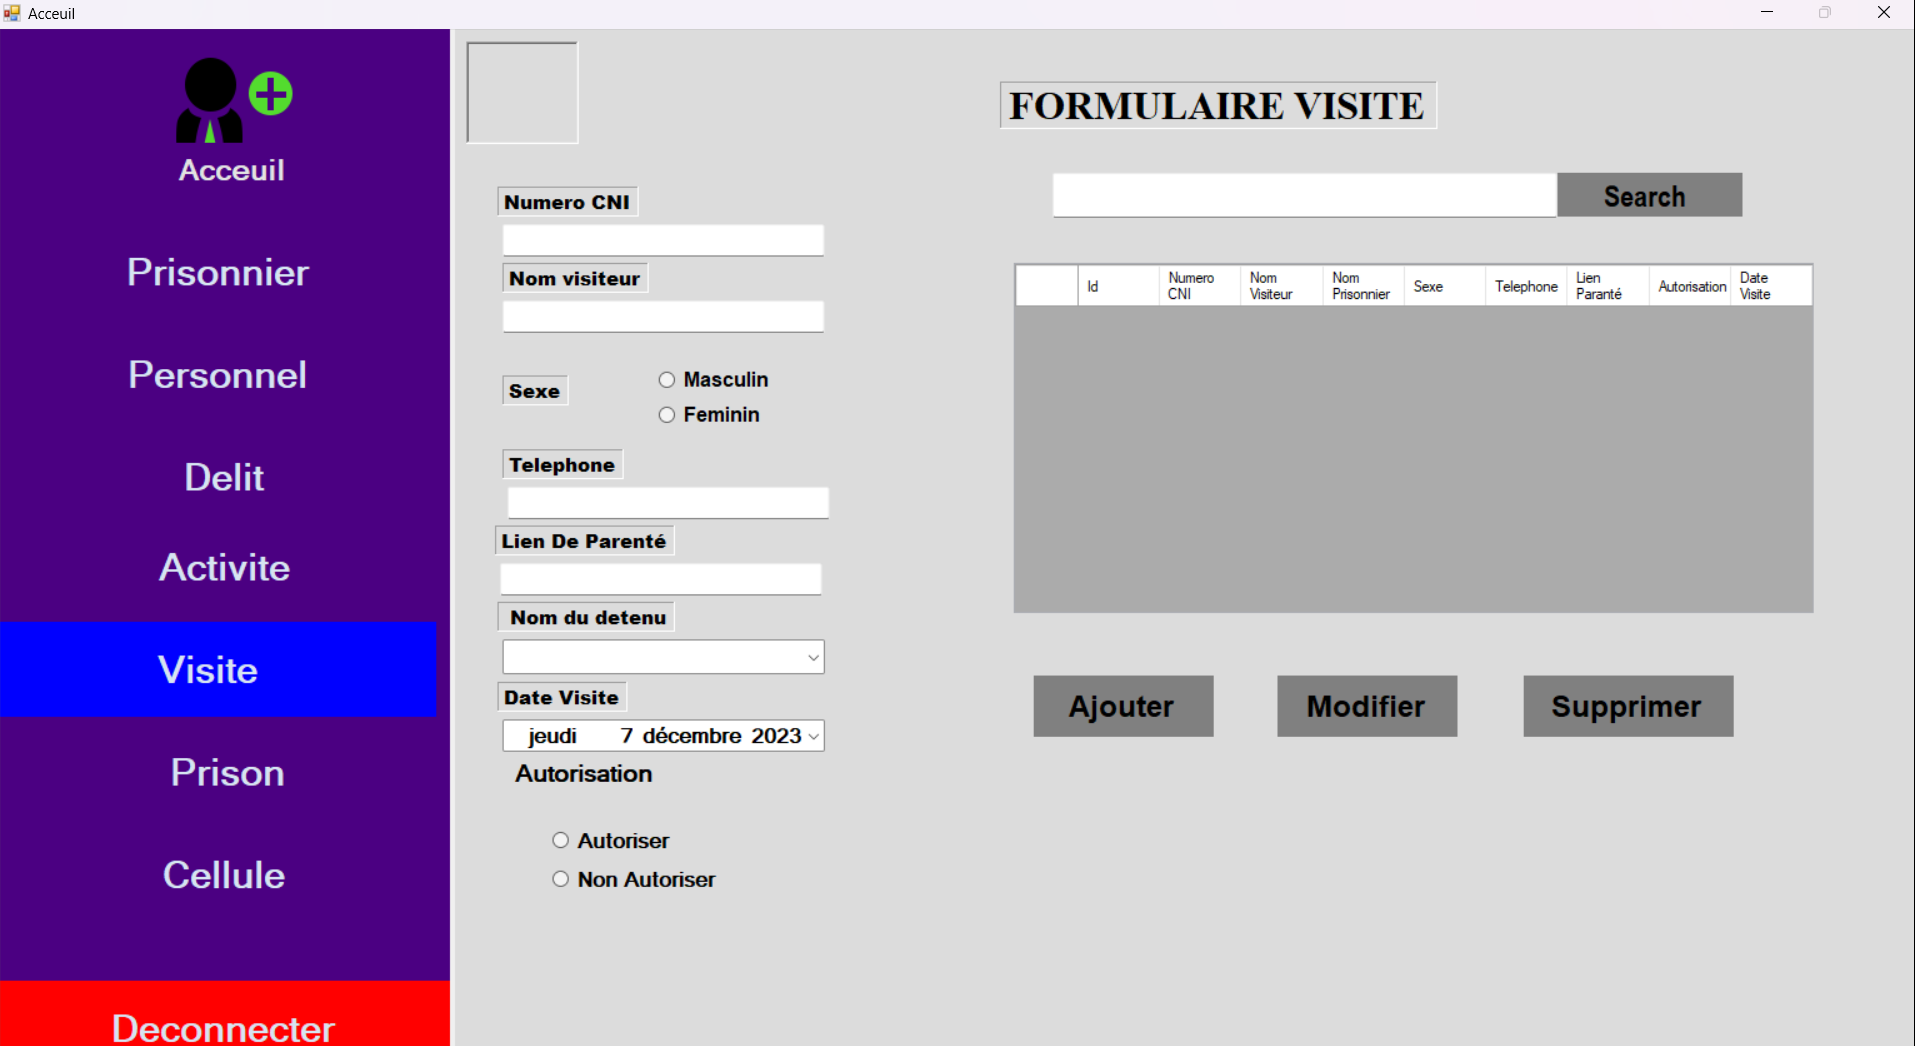 Acceuil
Acceuil
Prisonnier
Personnel
Delit
Activite
Visite
Prison
Cellule
Deconnecter
FORMULAIRE VISITE
Numero CNI
Nom visiteur
Sexe
Masculin
Feminin
Telephone
Lien De Parenté
Nom du detenu
Date Visite
jeudi 7 décembre 2023
Autorisation
Autoriser
Non Autoriser
Search
Id
Numero
CNI
Nom
Visiteur
Nom
Prisonnier
Sexe
Telephone
Lien
Paranté
Autorisation
Date
Visite
Ajouter
Modifier
Supprimer